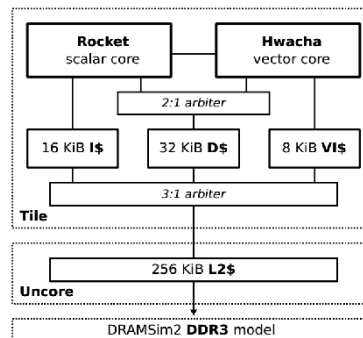 Rocket
scalar core
Hwacha
vector core
2:1 arbiter
16 KiB I$
32 KiB D$
8 KiB VI$
3:1 arbiter
Tile
256 KiB L2$
Uncore
DRAMSim2 DDR3 model